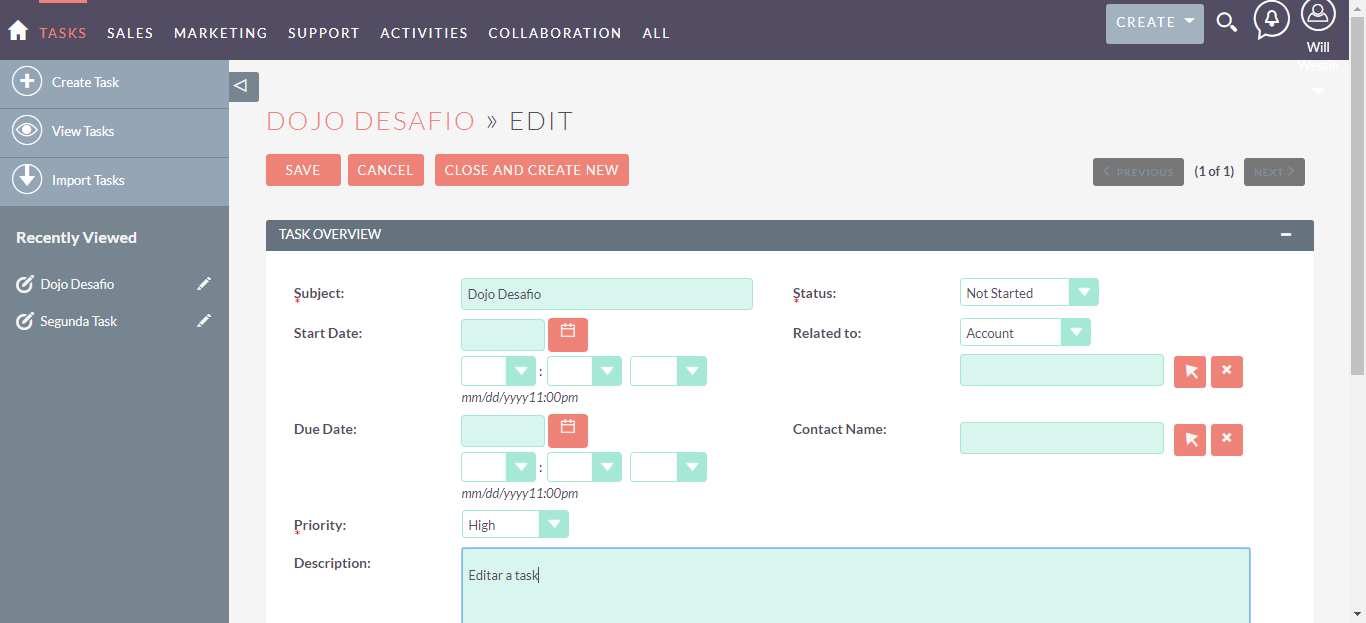 TASKS SALES MARKETING SUPPORT ACTIVITIES COLLABORATION ALL CREATE
Will
Westin
Create Task
View Tasks
Import Tasks
Recently Viewed
Dojo Desafio
Segunda Task
DOJO DESAFIO » EDIT
SAVE CANCEL CLOSE AND CREATE NEW
PREVIOUS (1 of 1) NEXT
TASK OVERVIEW
Subject:* Dojo Desafio Status:* Not Started
Start Date: Related to: Account
:
mm/dd/yyyy11:00pm
Due Date: Contact Name:
:
mm/dd/yyyy11:00pm
Priority:* High
Description:
Editar a task